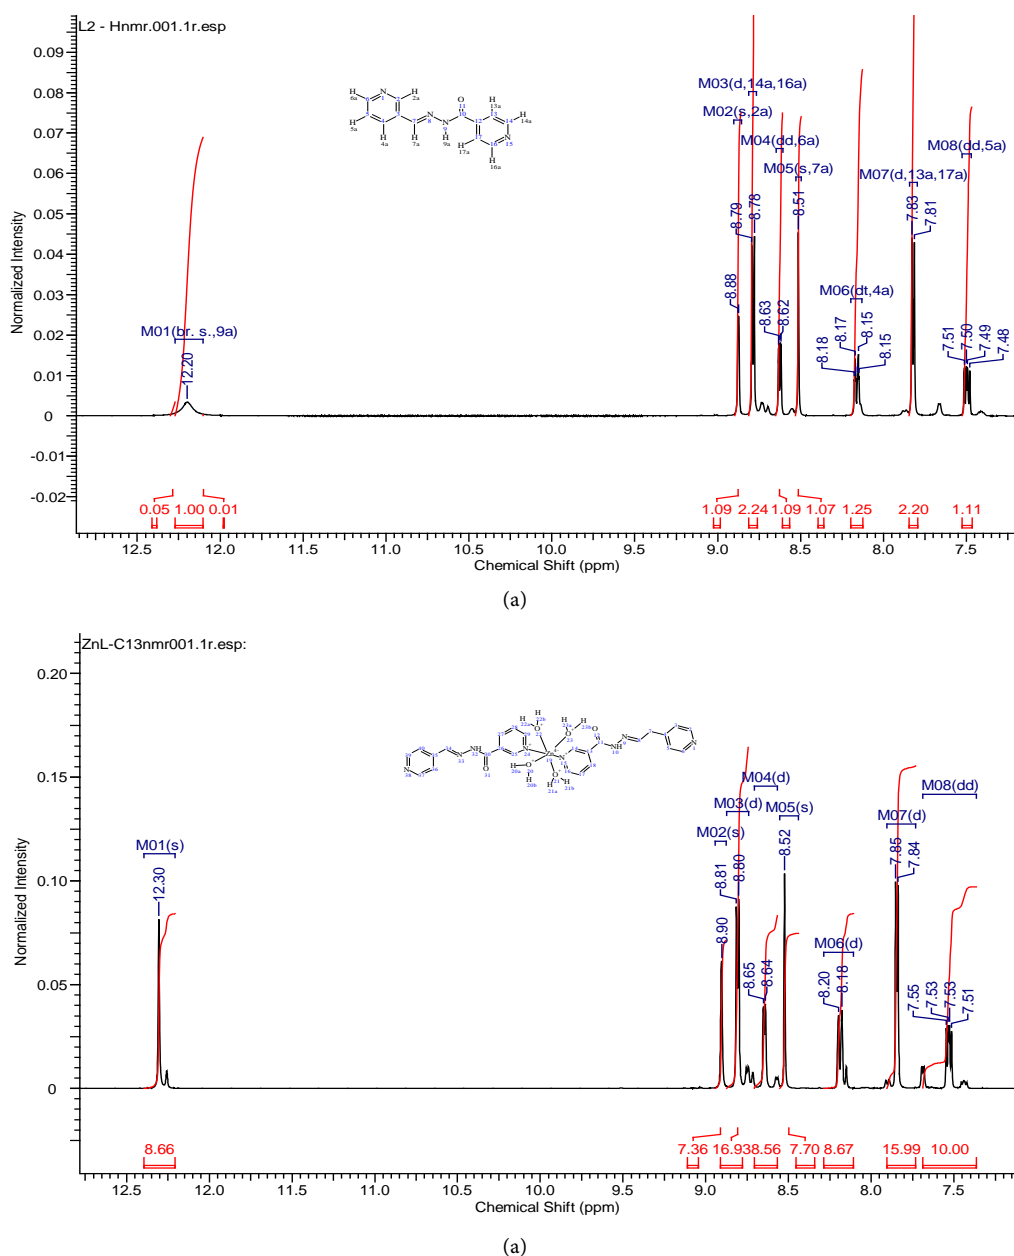 L2 - Hnmr.001.1r.esp
0.09
0.08
0.07
0.06
0.05
0.04
0.03
0.02
0.01
0
-0.01
-0.02
Normalized Intensity
M03(d,14a,16a)
M02(s,2a)
M04(dd,6a)
M08(dd,5a)
M05(s,7a)
M07(d,13a,17a)
M06(dt,4a)
M01(br. s.,9a)
12.20
8.88
8.79
8.78
8.63
8.62
8.51
8.18
8.17
8.15
8.15
7.83
7.81
7.51
7.50
7.49
7.48
0.05 1.00 0.01 1.09 2.24 1.09 1.07 1.25 2.20 1.11
12.5 12.0 11.5 11.0 10.5 10.0 9.5 9.0 8.5 8.0 7.5
Chemical Shift (ppm)
(a)
ZnL-C13nmr001.1r.esp:
0.20
0.15
0.10
0.05
0
Normalized Intensity
M04(d)
M08(dd)
M03(d)
M05(s)
M07(d)
M02(s)
M01(s)
M06(d)
12.30
8.90
8.81
8.80
8.65
8.64
8.52
8.20
8.18
7.85
7.84
7.55
7.53
7.53
7.51
8.66 7.36 16.93 8.56 7.70 8.67 15.99 10.00
12.5 12.0 11.5 11.0 10.5 10.0 9.5 9.0 8.5 8.0 7.5
Chemical Shift (ppm)
(a)